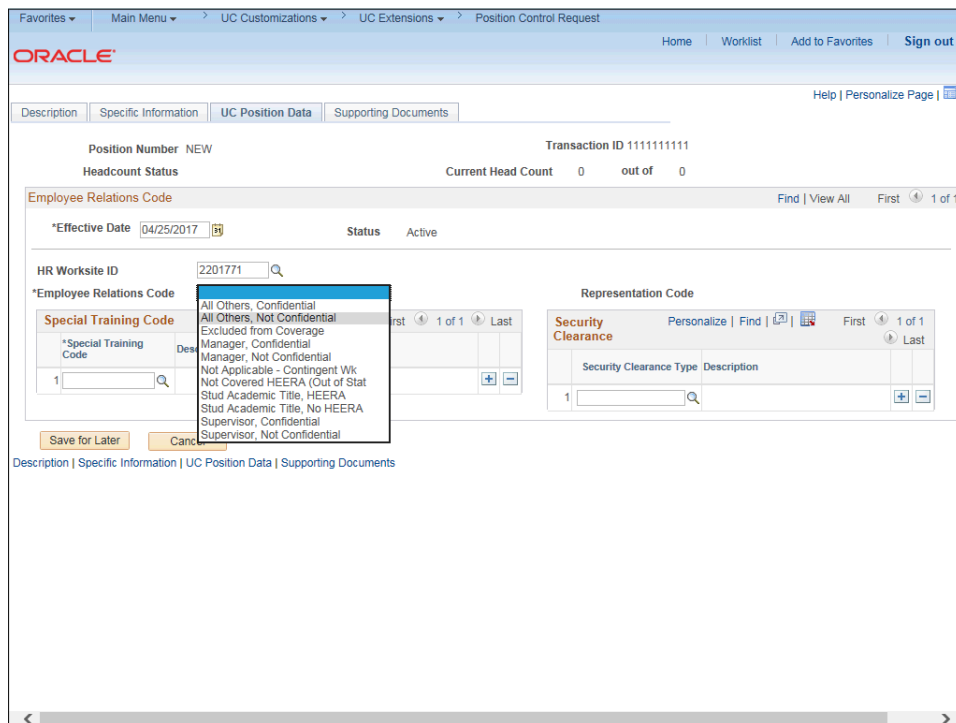 Favorites Main Menu > UC Customizations > UC Extensions > Position Control Request
Home Worklist Add to Favorites Sign out
ORACLE
Help | Personalize Page |
Description Specific Information UC Position Data Supporting Documents
Position Number NEW Transaction ID 1111111111
Headcount Status Current Head Count 0 out of 0
Employee Relations Code Find | View All First 1 of 1
*Effective Date 04/25/2017 Status Active
HR Worksite ID 2201771
*Employee Relations Code Representation Code
All Others, Confidential
All Others, Not Confidential
Excluded from Coverage
Manager, Confidential
Manager, Not Confidential
Not Applicable - Contingent Wk
Not Covered HEERA (Out of Stat
Stud Academic Title, HEERA
Stud Academic Title, No HEERA
Supervisor, Confidential
Supervisor, Not Confidential
Special Training Code 1 of 1 Last
*Special Training
Code
1
Security
Clearance
Personalize | Find | First 1 of 1
Last
Security Clearance Type Description
1
Save for Later
Description | Specific Information | UC Position Data | Supporting Documents